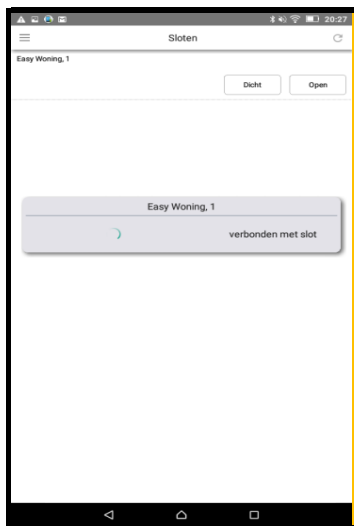 20:27
Sloten
Easy Woning, 1
Dicht Open
Easy Woning, 1
verbonden met slot